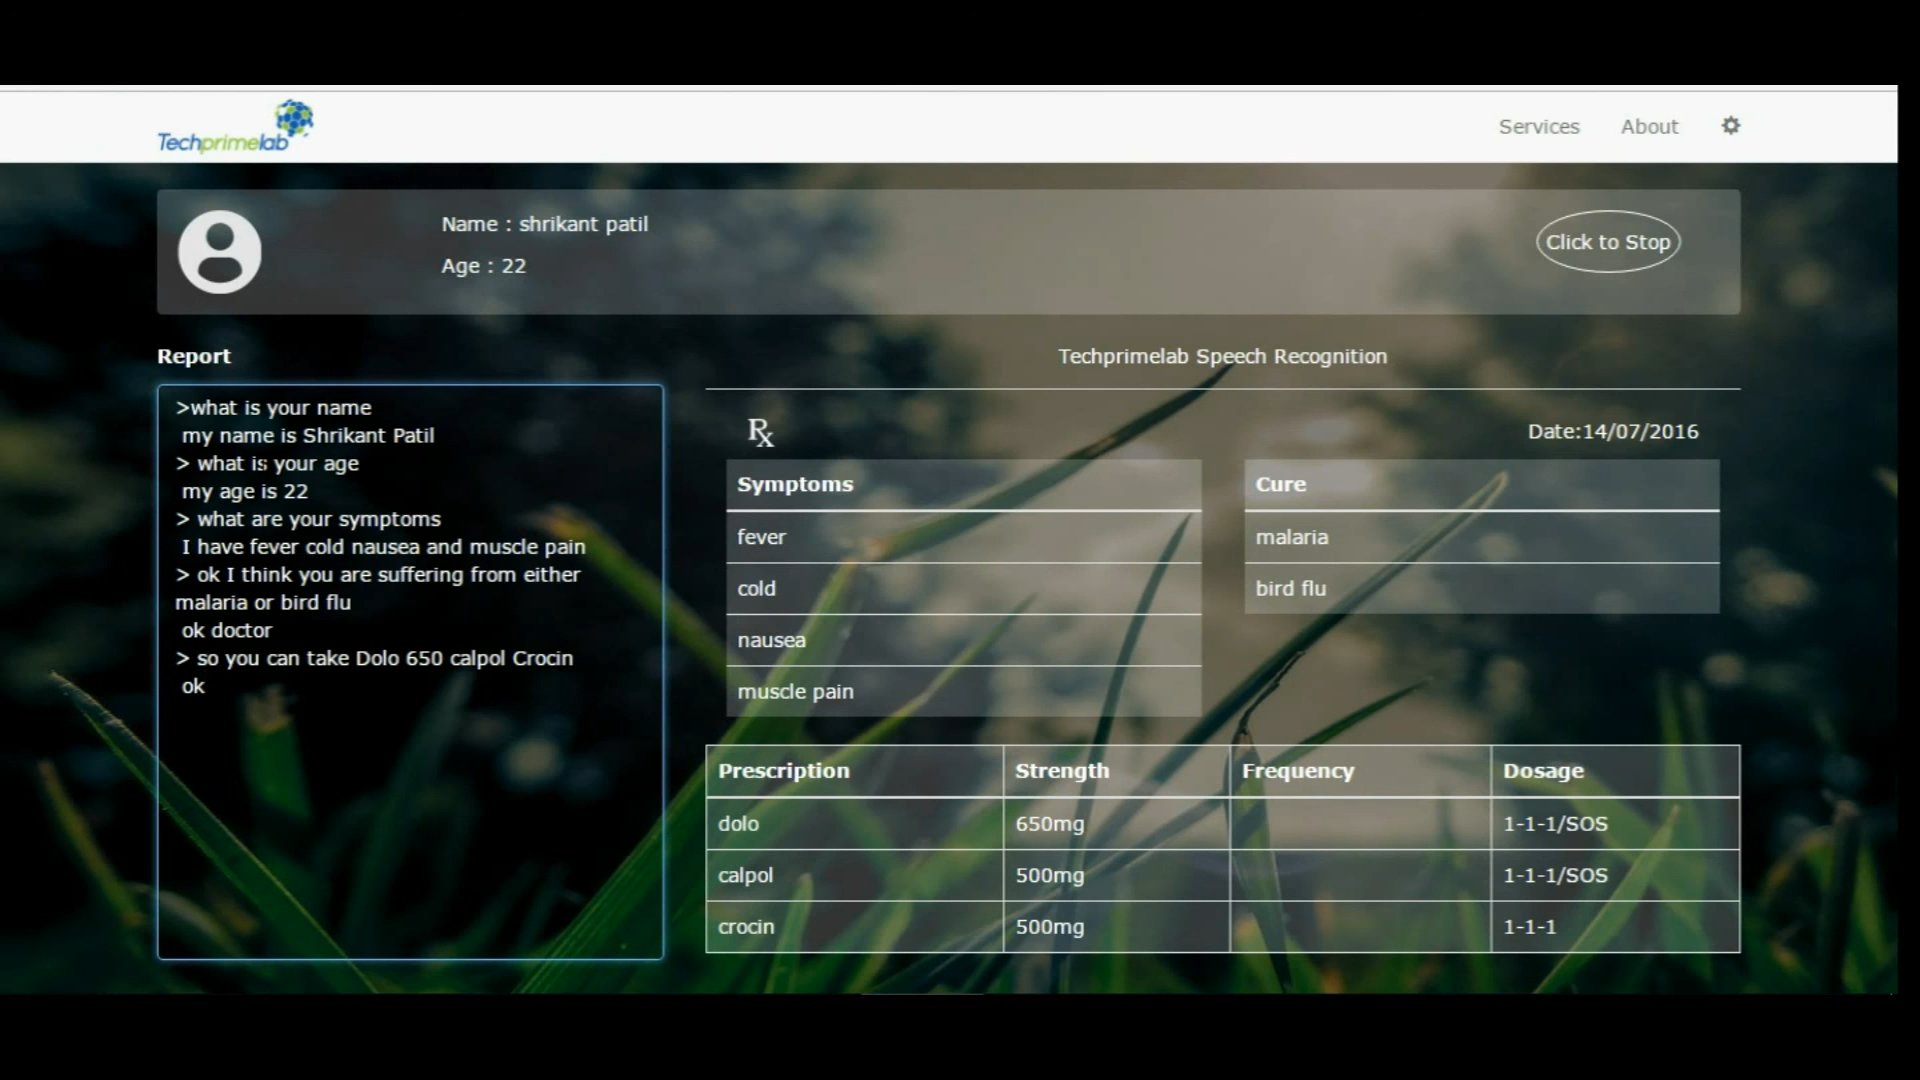 Techprimelab
Services About
Name : shrikant patil
Age : 22
Click to Stop
Report
>what is your name
my name is Shrikant Patil
> what is your age
my age is 22
> what are your symptoms
I have fever cold nausea and muscle pain
> ok I think you are suffering from either
malaria or bird flu
ok doctor
> so you can take Dolo 650 calpol Crocin
ok
Techprimelab Speech Recognition
Rx
Date:14/07/2016
Symptoms
fever
cold
nausea
muscle pain
Cure
malaria
bird flu
Prescription Strength Frequency Dosage
dolo 650mg 1-1-1/SOS
calpol 500mg 1-1-1/SOS
crocin 500mg 1-1-1